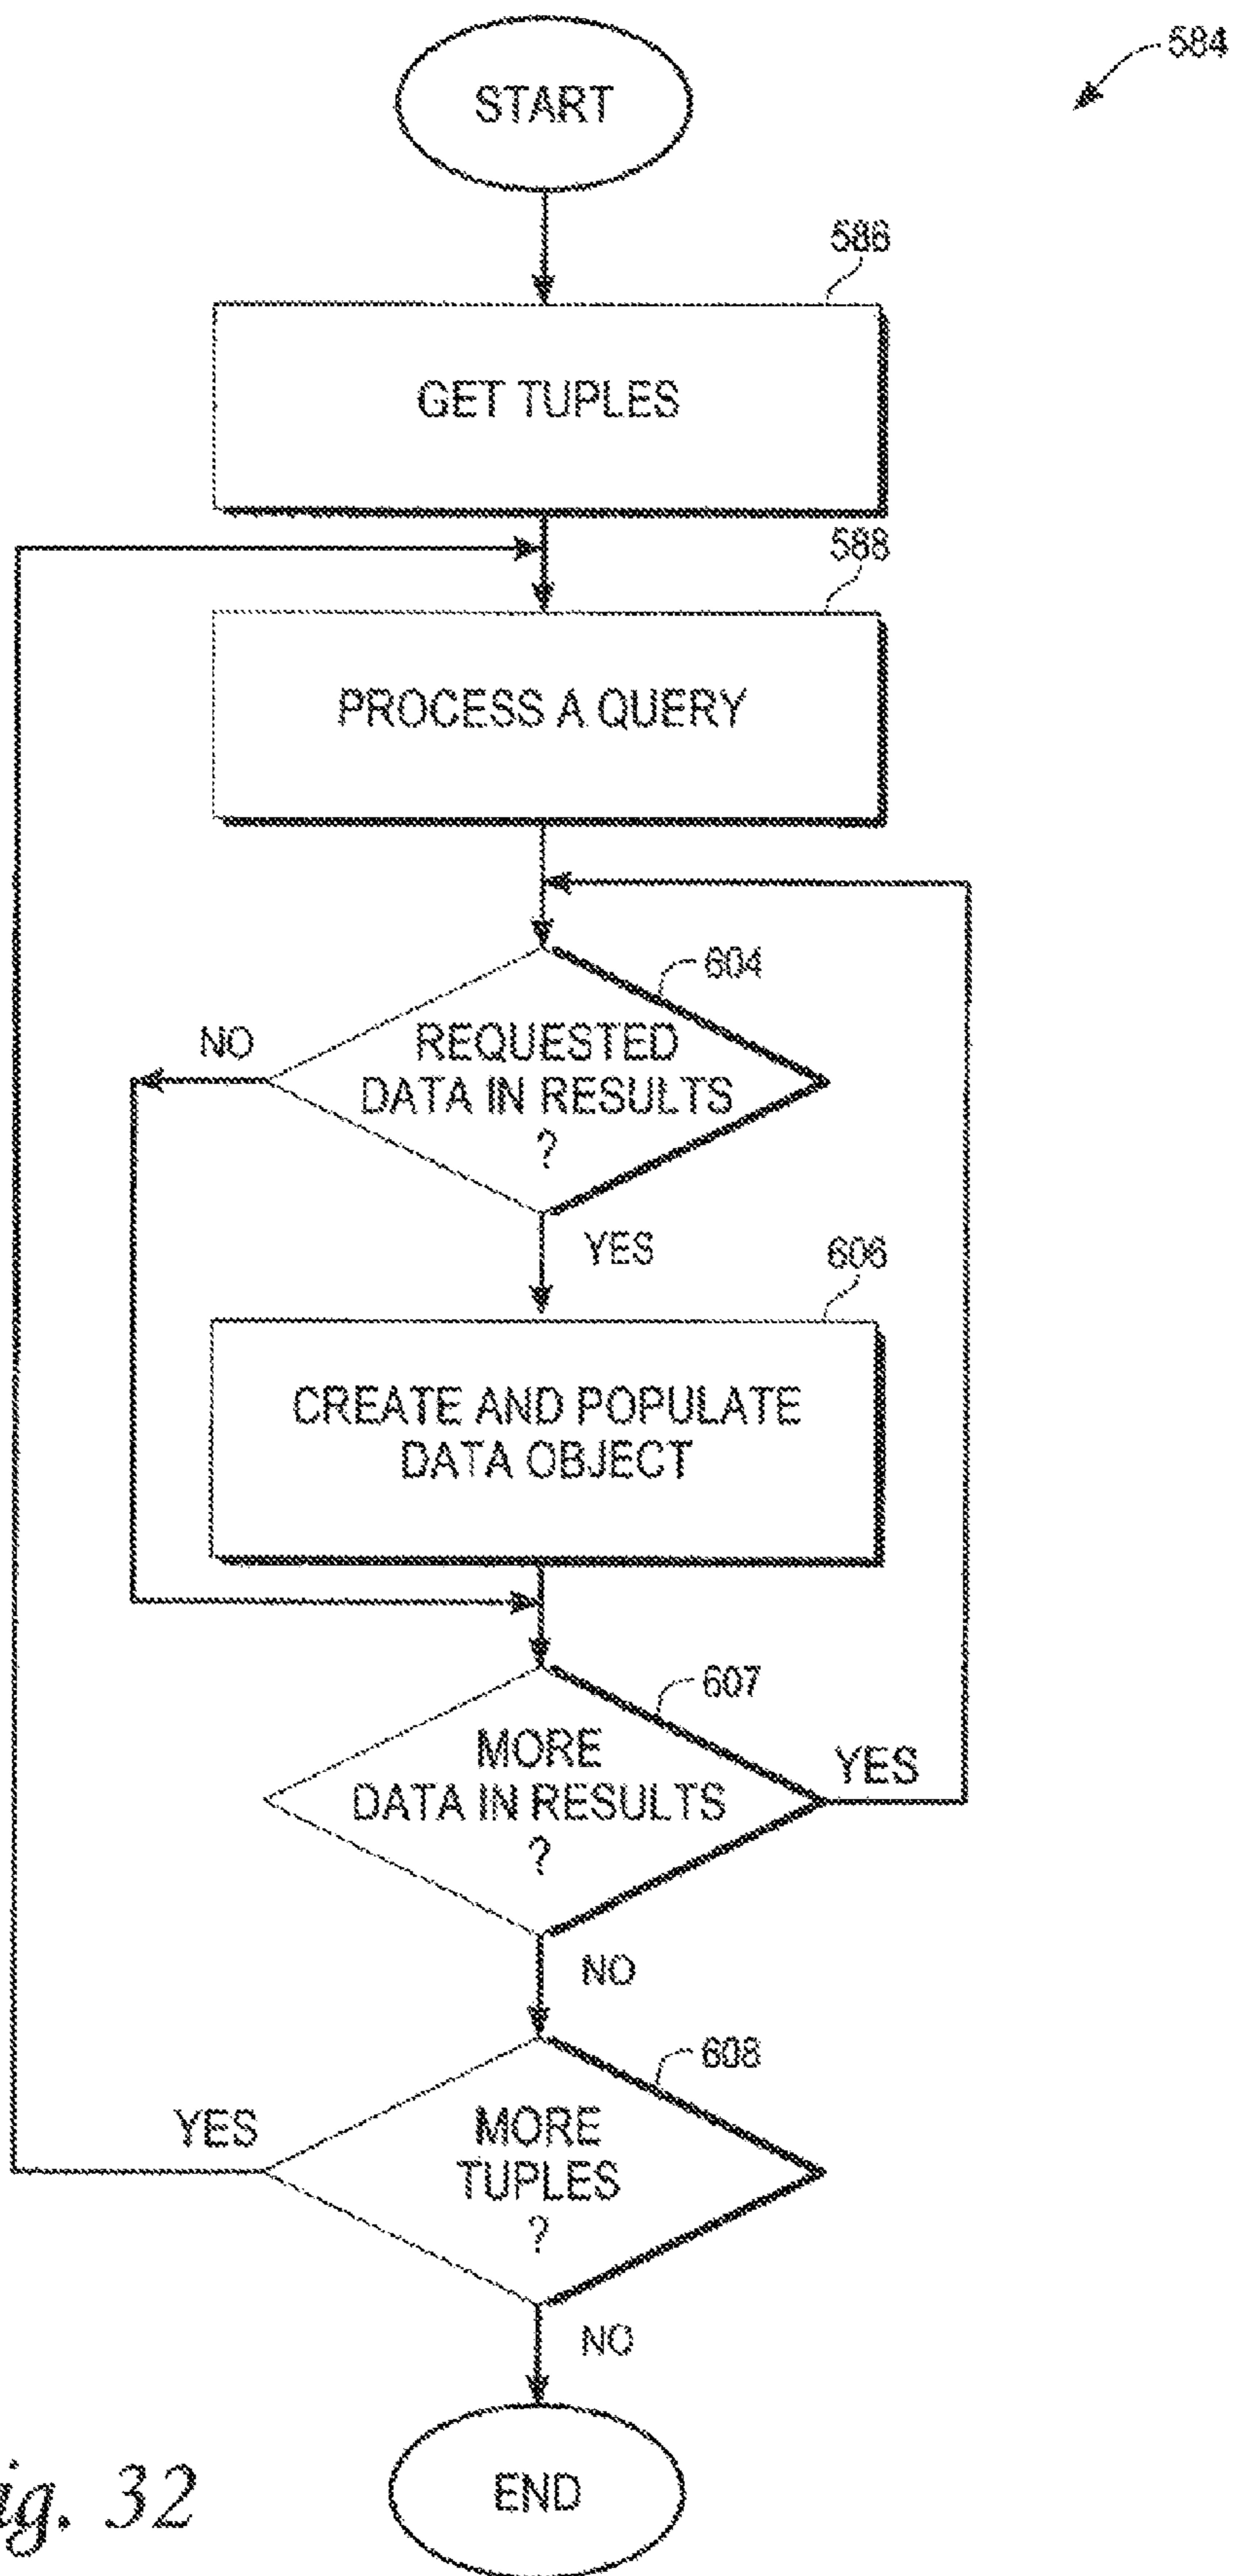 584
START
586
GET TUPLES
588
PROCESS A QUERY
604
NO
REQUESTED
DATA IN RESULTS
?
YES
606
CREATE AND POPULATE
DATA OBJECT
607
MORE
DATA IN RESULTS
?
YES
NO
608
YES
MORE
TUPLES
?
NO
END
ig. 32